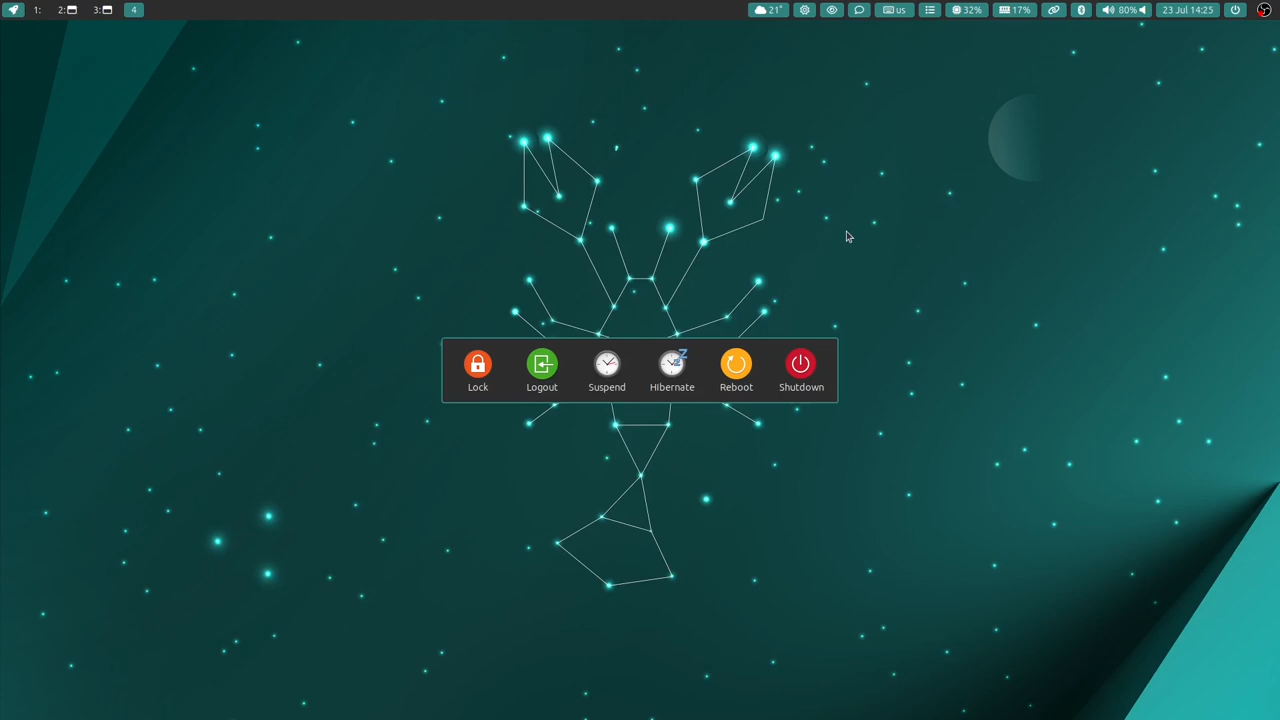 1: 2: 3: 4 21° us 32% 17% 80% 23 Jul 14:25
Lock Logout Suspend HIbernate Reboot Shutdown